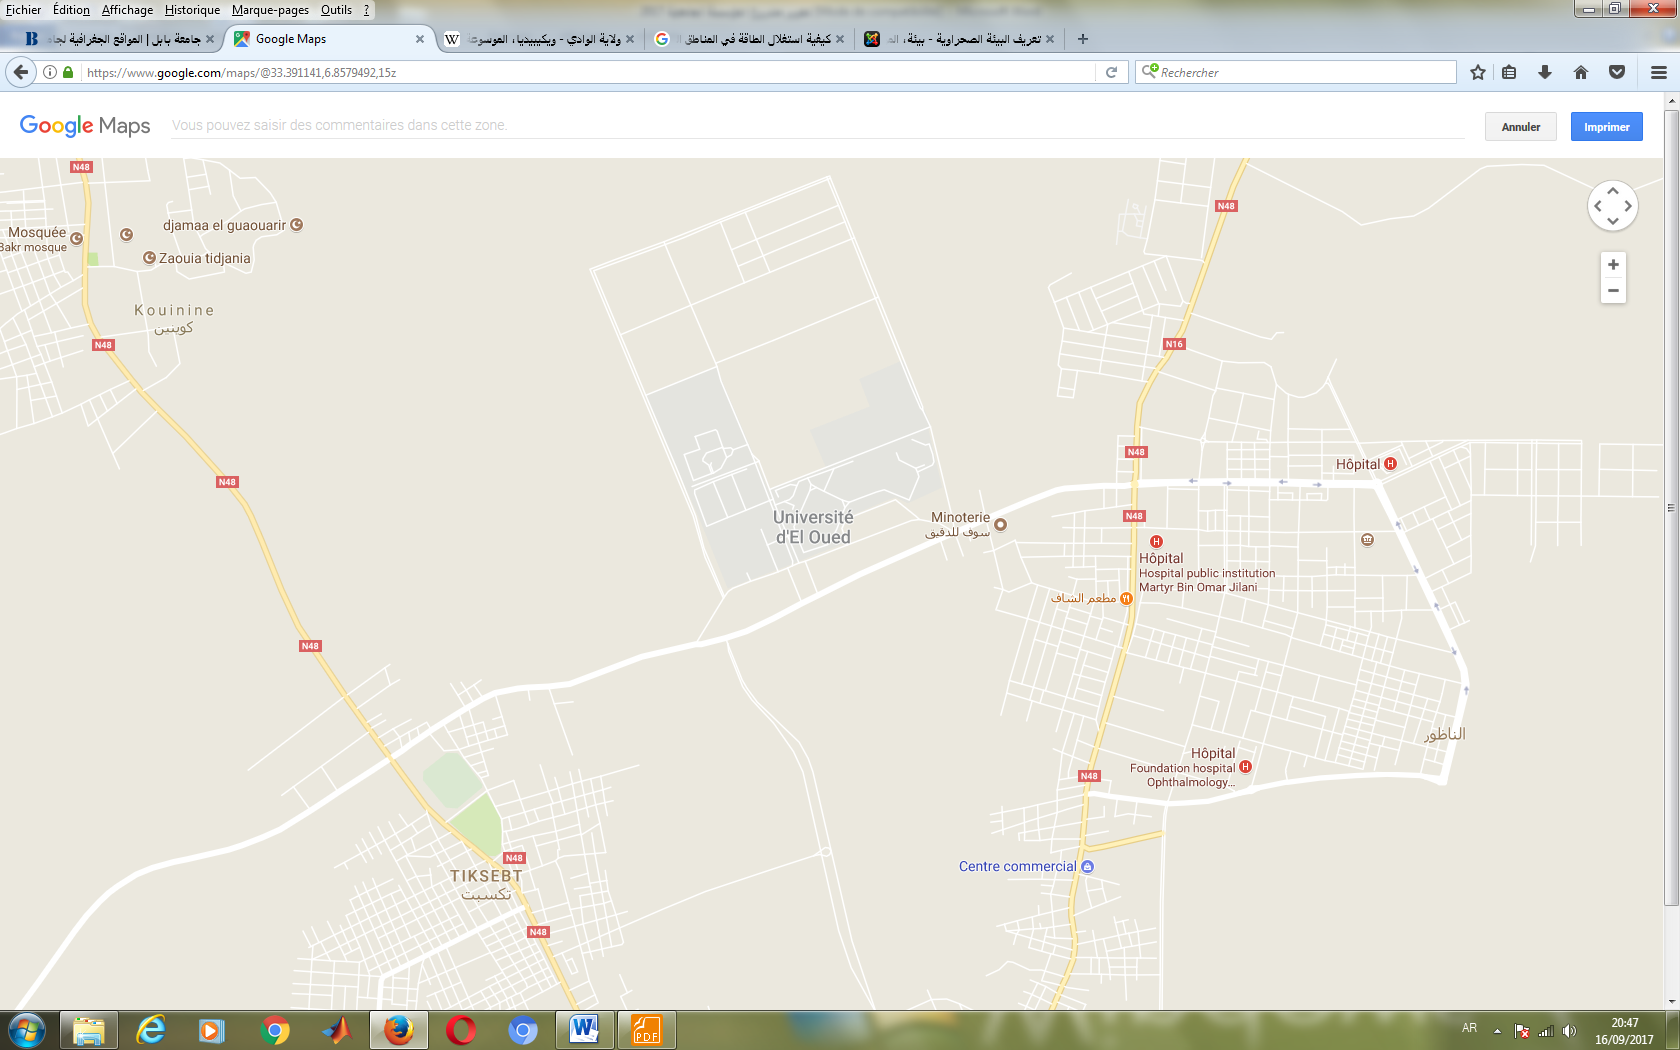 Fichier Édition Affichage Historique Marque-pages Outils ?
جامعة بابل | المواقع الجغرافية لجام
Google Maps
ولاية الوادي - ويكيبيديا، الموسوعة
كيفية استغلال الطاقة في المناطق
تعريف البيئة الصحراوية - بيئة، الم
https://www.google.com/maps/@33.391141,6.8579492,15z
Rechercher
Google Maps
Vous pouvez saisir des commentaires dans cette zone.
Annuler
Imprimer
N48
N48
djamaa el guaouarir
Mosquée
Bakr mosque
Zaouia tidjania
Kouinine
كوينين
N48
N16
N48
Hôpital
N48
Université
d'El Oued
Minoterie
سوف للدقيق
N48
Hôpital
Hospital public institution
Martyr Bin Omar Jilani
مطعم الشاف
N48
الناظور
Hôpital
Foundation hospital
Ophthalmology...
N48
N48
Centre commercial
TIKSEBT
تكسبت
N48
AR
20:47
16/09/2017
PDF